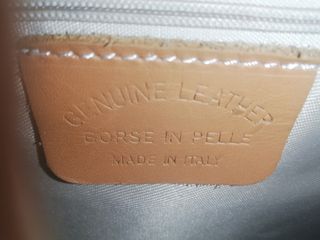 GENUINE LEATHER
BORSE IN PELLE
MADE IN ITALY